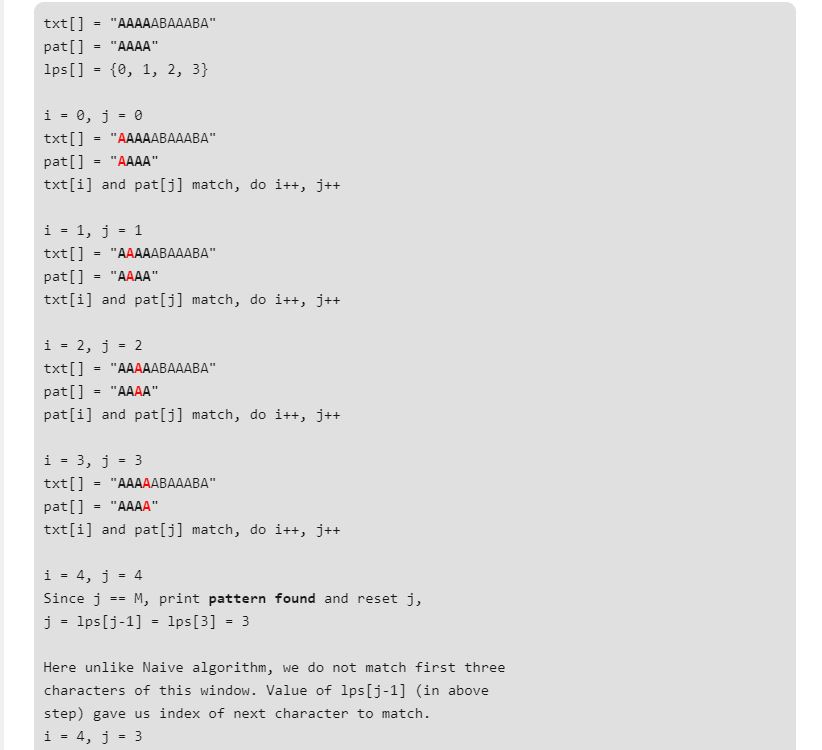 txt[] = "AAAAABAAABA"
pat[] = "AAAA"
lps[] = {0, 1, 2, 3}
i = 0, j = 0
txt[] = "AAAAABAAABA"
pat[] = "AAAA"
txt[i] and pat[j] match, do i++, j++
i = 1, j = 1
txt[] = "AAAAABAAABA"
pat[] = "AAAA"
txt[i] and pat[j] match, do i++, j++
i = 2, j = 2
txt[] = "AAAAABAAABA"
pat[] = "AAAA"
pat[i] and pat[j] match, do i++, j++
i = 3, j = 3
txt[] = "AAAAABAAABA"
pat[] = "AAAA"
txt[i] and pat[j] match, do i++, j++
i = 4, j = 4
Since j == M, print pattern found and reset j,
j = lps[j-1] = lps[3] = 3
Here unlike Naive algorithm, we do not match first three
characters of this window. Value of lps[j-1] (in above
step) gave us index of next character to match.
i = 4, j = 3